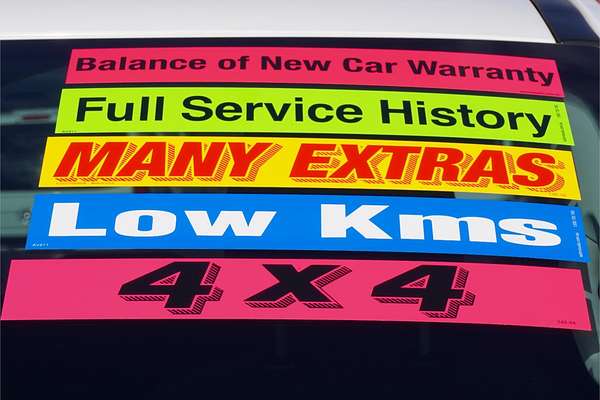 Balance of New Car Warranty
Full Service History
MANY EXTRAS
Low Kms
4 x 4